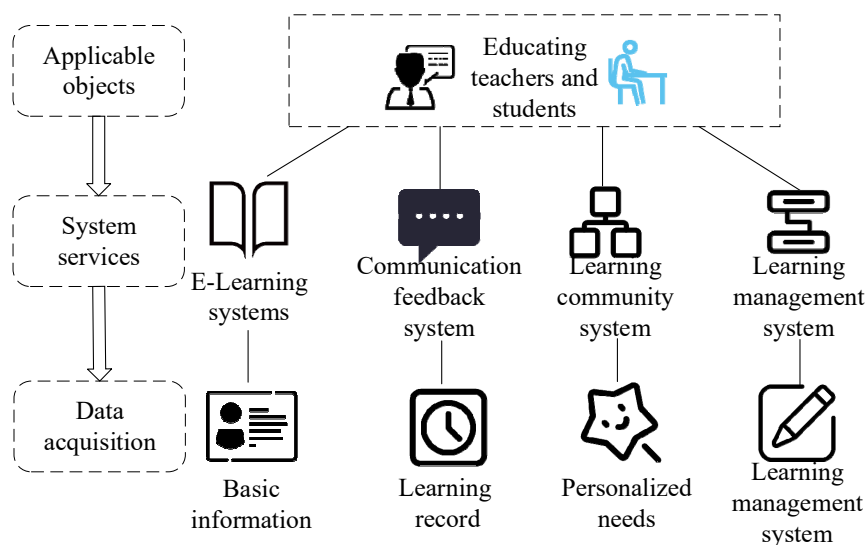 Applicable
objects
Educating
teachers and
students
System
services
E-Learning
systems
Communication
feedback
system
Learning
community
system
Learning
management
system
Data
acquisition
Basic
information
Learning
record
Personalized
needs
Learning
management
system